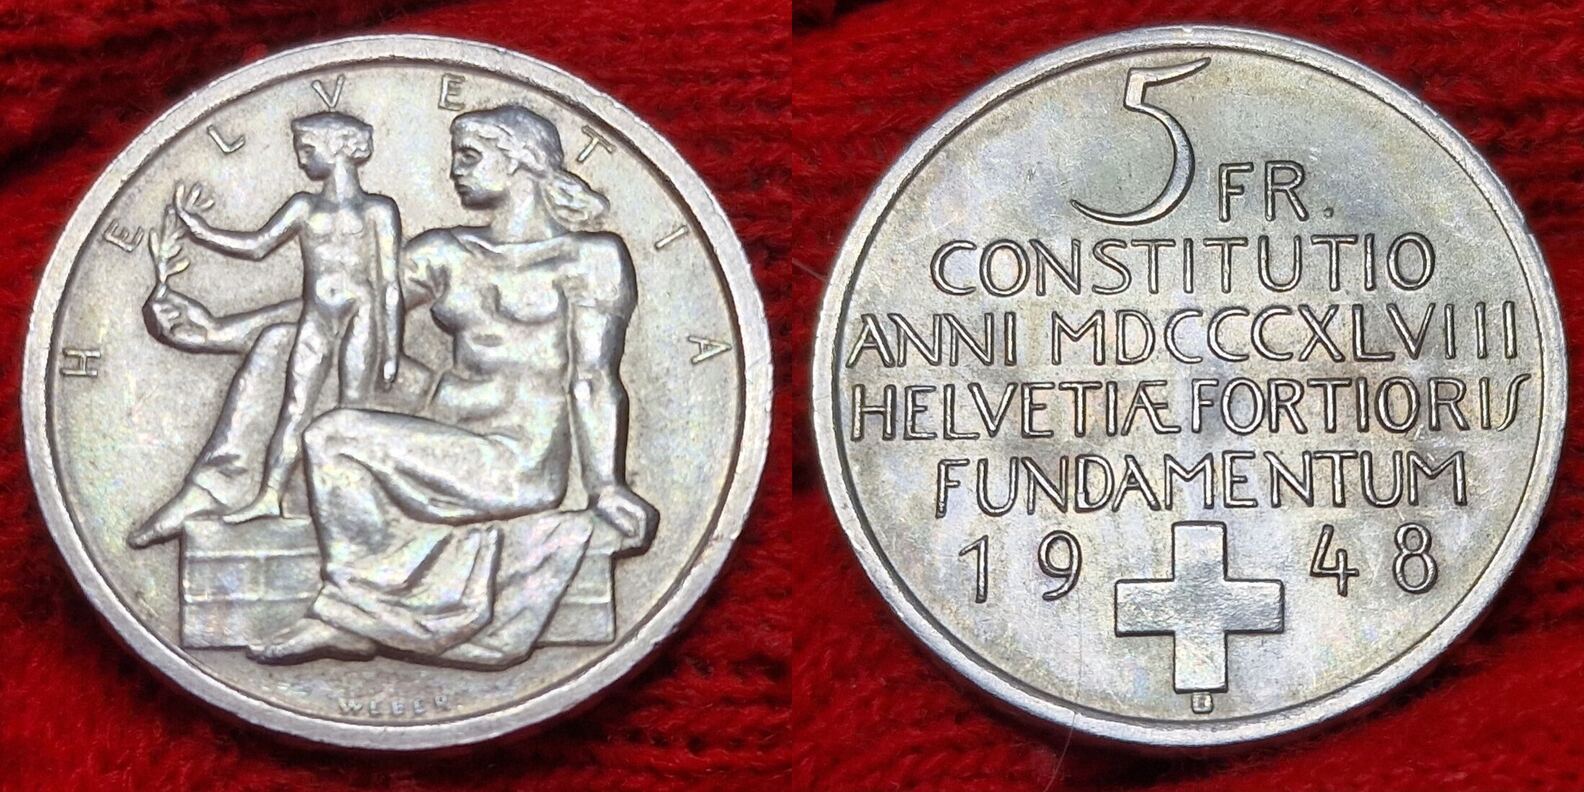 HELVETIA
WEBER.
5 FR.
CONSTITUTIO
ANNI MDCCCXLVIII
HELVETIÆ FORTIORIS
FUNDAMENTUM
19 48
B